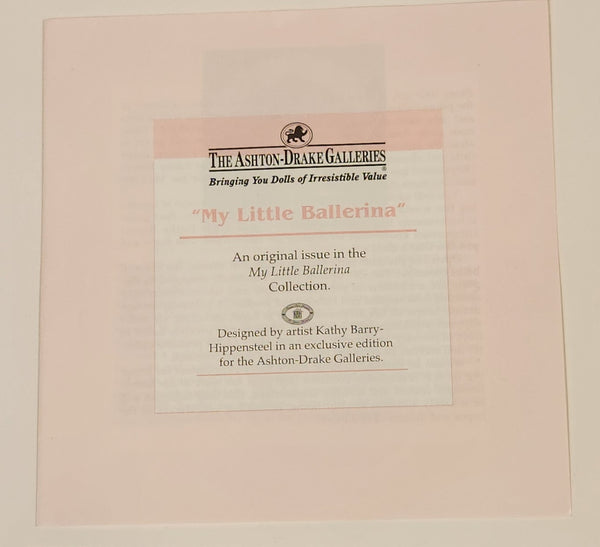 THE ASHTON-DRAKE GALLERIES
®
Bringing You Dolls of Irresistible Value
"My Little Ballerina"
An original issue in the
My Little Ballerina
Collection.
Designed by artist Kathy Barry-
Hippensteel in an exclusive edition
for the Ashton-Drake Galleries.